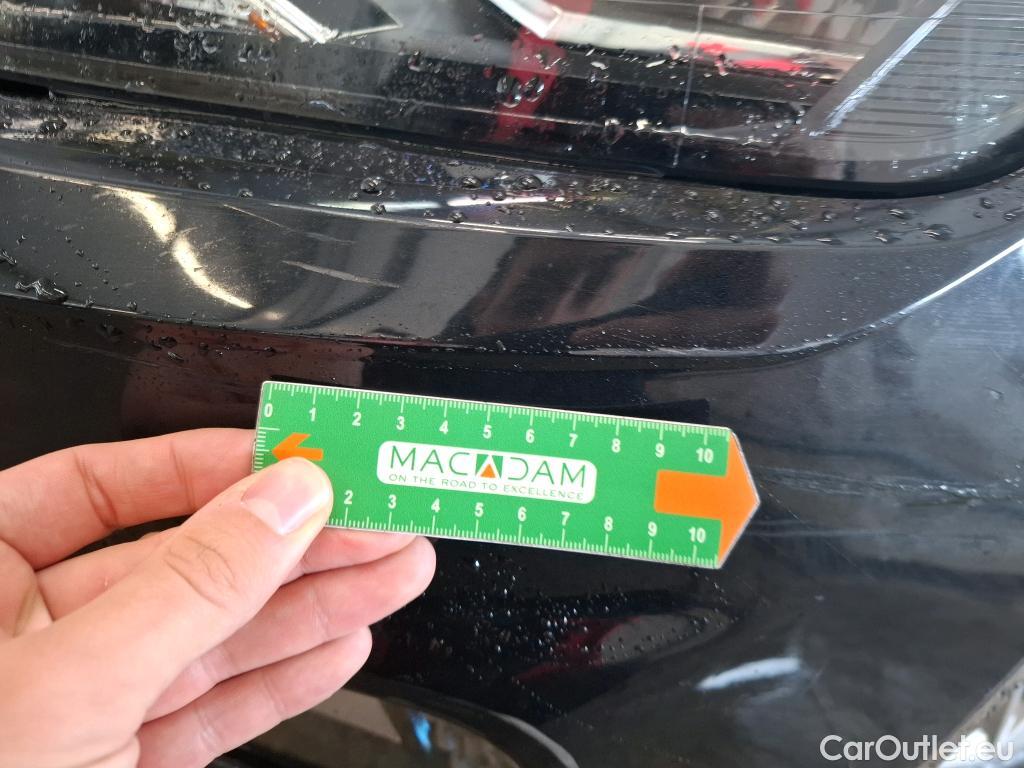 0 1 2 3 4 5 6 7 8 9 10
MACADAM
ON THE ROAD TO EXCELLENCE
2 3 4 5 6 7 8 9 10
CarOutlet.eu